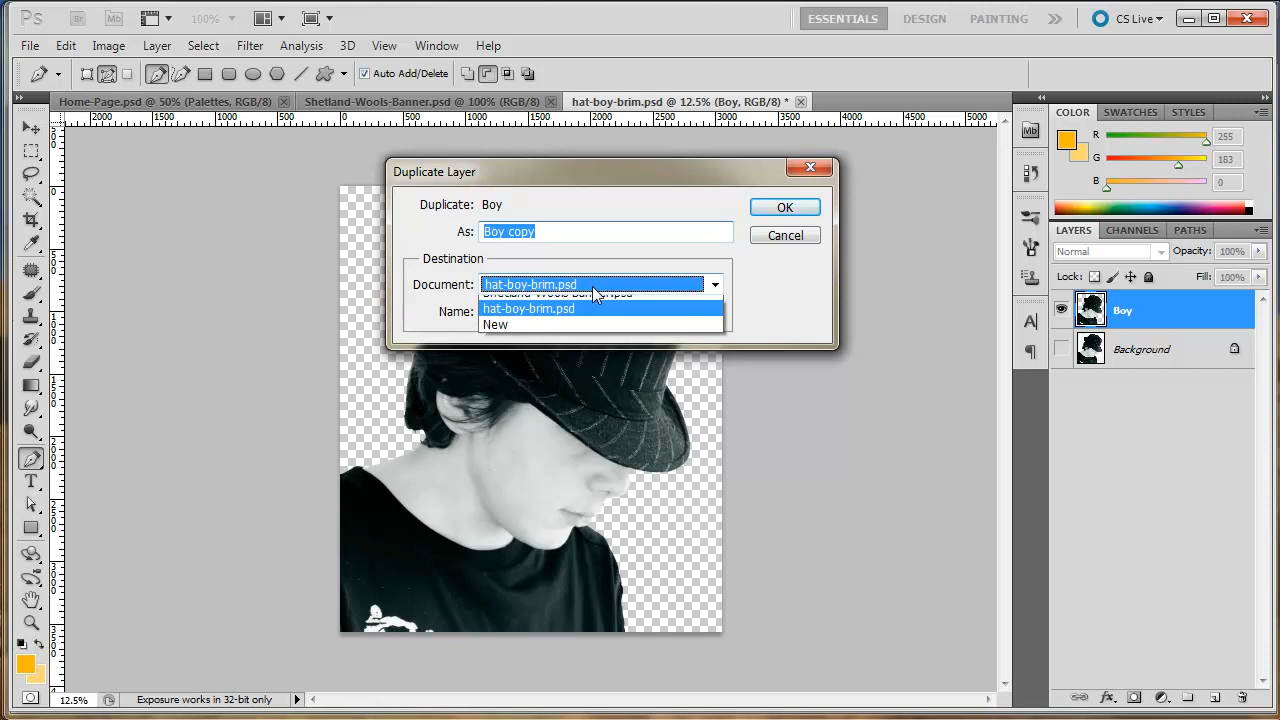 Ps Br Mb 100% ESSENTIALS DESIGN PAINTING CS Live
File Edit Image Layer Select Filter Analysis 3D View Window Help
Auto Add/Delete
Home-Page.psd @ 50% (Palettes, RGB/8) Shetland-Wools-Banner.psd @ 100% (RGB/8) hat-boy-brim.psd @ 12.5% (Boy, RGB/8) *
2000 1500 1000 500 0 500 1000 1500 2000 2500 3000 3500 4000 4500 5000
COLOR SWATCHES STYLES
R 255
G 183
B 0
Duplicate Layer
Duplicate: Boy
OK
As: Boy copy
Cancel
Destination
Document: hat-boy-brim.psd
Shetland-Wools-Banner.psd
Name: hat-boy-brim.psd
New
LAYERS CHANNELS PATHS
Normal Opacity: 100%
Lock: Fill: 100%
Boy
Background
Mb
A
T
12.5% Exposure works in 32-bit only
fx